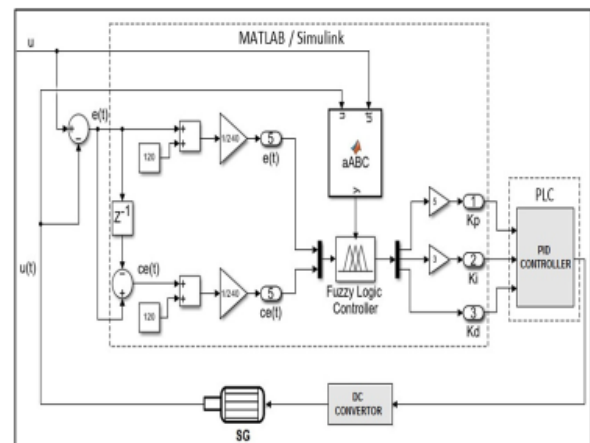 MATLAB / Simulink
u
e(t)
+
-
120
+
+
1/240
5
e(t)
u
ut
aABC
y
z-1
ce(t)
-
+
120
+
+
1/240
5
ce(t)
Fuzzy Logic
Controller
5
1
Kp
3
2
Ki
3
Kd
PLC
PID
CONTROLLER
u(t)
DC
CONVERTOR
SG